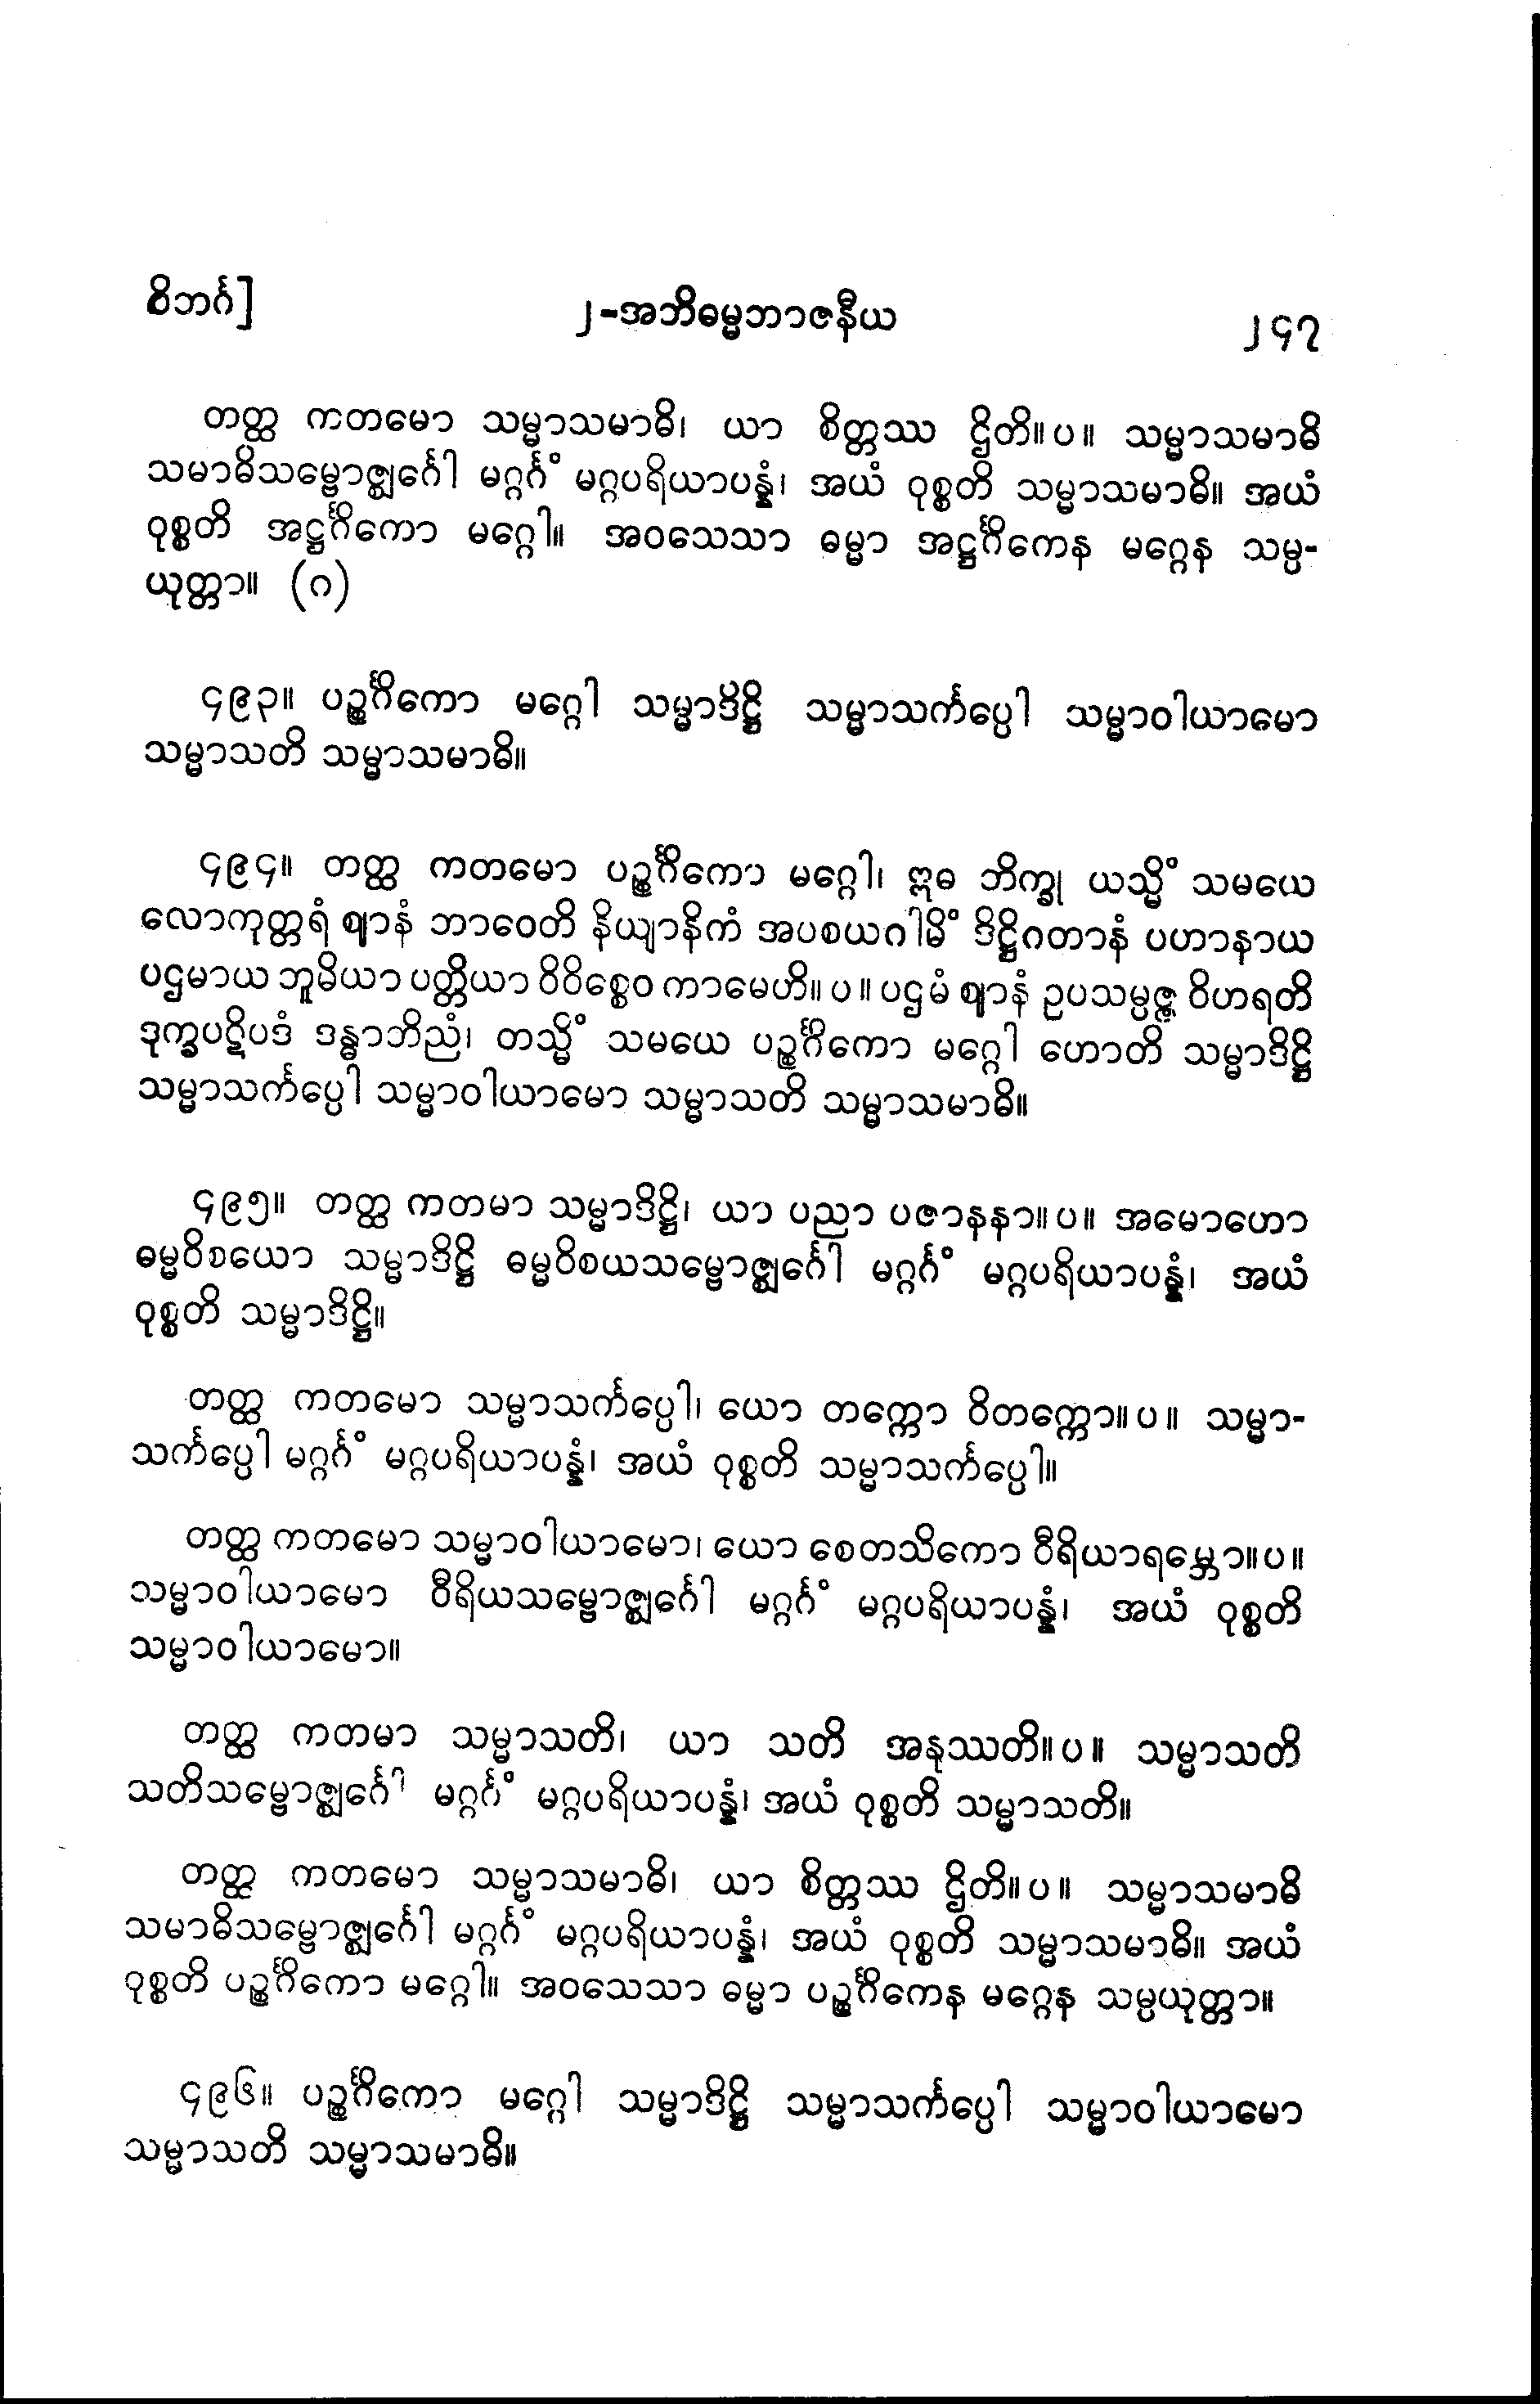 ဝိဘင်္ဂ]
၂-အဘိဓမ္မဘာဇနီယ
၂၄၇
တတ္ထ ကတမော သမ္မာသမာဓိ၊ ယာ စိတ္တဿ ဌိတိ။ပ။ သမ္မာသမာဓိ
သမာဓိသမ္ဗောဇ္ဈင်္ဂေါ မဂ္ဂင်္ဂံ မဂ္ဂပရိယာပန္နံ၊ အယံ ဝုစ္စတိ သမ္မာသမာဓိ။ အယံ
ဝုစ္စတိ အဋ္ဌင်္ဂိကော မဂ္ဂေါ။ အဝသေသာ ဓမ္မာ အဋ္ဌင်္ဂိကေန မဂ္ဂေန သမ္ပ-
ယုတ္တာ။ (ဂ)
၄၉၃။ ပဉ္စင်္ဂိကော မဂ္ဂေါ သမ္မာဒိဋ္ဌိ သမ္မာသင်္ကပ္ပေါ သမ္မာဝါယာမော
သမ္မာသတိ သမ္မာသမာဓိ။
၄၉၄။ တတ္ထ ကတမော ပဉ္စင်္ဂိကော မဂ္ဂေါ၊ ဣဓ ဘိက္ခု ယသ္မိံ သမယေ
လောကုတ္တရံ ဈာနံ ဘာဝေတိ နိယျာနိကံ အပစယဂါမိံ ဒိဋ္ဌိဂတာနံ ပဟာနာယ
ပဌမာယ ဘူမိယာ ပတ္တိယာ ဝိဝိစ္စေဝ ကာမေဟိ။ပ။ ပဌမံ ဈာနံ ဥပသမ္ပဇ္ဇ ဝိဟရတိ
ဒုက္ခပဋိပဒံ ဒန္ဓာဘိညံ၊ တသ္မိံ သမယေ ပဉ္စင်္ဂိကော မဂ္ဂေါ ဟောတိ သမ္မာဒိဋ္ဌိ
သမ္မာသင်္ကပ္ပေါ သမ္မာဝါယာမော သမ္မာသတိ သမ္မာသမာဓိ။
၄၉၅။ တတ္ထ ကတမာ သမ္မာဒိဋ္ဌိ၊ ယာ ပညာ ပဇာနနာ။ပ။ အမောဟော
ဓမ္မဝိစယော သမ္မာဒိဋ္ဌိ ဓမ္မဝိစယသမ္ဗောဇ္ဈင်္ဂေါ မဂ္ဂင်္ဂံ မဂ္ဂပရိယာပန္နံ၊ အယံ
ဝုစ္စတိ သမ္မာဒိဋ္ဌိ။
တတ္ထ ကတမော သမ္မာသင်္ကပ္ပေါ၊ ယော တက္ကော ဝိတက္ကော။ပ။ သမ္မာ-
သင်္ကပ္ပေါ မဂ္ဂင်္ဂံ မဂ္ဂပရိယာပန္နံ၊ အယံ ဝုစ္စတိ သမ္မာသင်္ကပ္ပေါ။
တတ္ထ ကတမော သမ္မာဝါယာမော၊ ယော စေတသိကော ဝီရိယာရမ္ဘော။ပ။
သမ္မာဝါယာမော ဝီရိယသမ္ဗောဇ္ဈင်္ဂေါ မဂ္ဂင်္ဂံ မဂ္ဂပရိယာပန္နံ၊ အယံ ဝုစ္စတိ
သမ္မာဝါယာမော။
တတ္ထ ကတမာ သမ္မာသတိ၊ ယာ သတိ အနုဿတိ။ပ။ သမ္မာသတိ
သတိသမ္ဗောဇ္ဈင်္ဂေါ မဂ္ဂင်္ဂံ မဂ္ဂပရိယာပန္နံ၊ အယံ ဝုစ္စတိ သမ္မာသတိ။
တတ္ထ ကတမော သမ္မာသမာဓိ၊ ယာ စိတ္တဿ ဌိတိ။ပ။ သမ္မာသမာဓိ
သမာဓိသမ္ဗောဇ္ဈင်္ဂေါ မဂ္ဂင်္ဂံ မဂ္ဂပရိယာပန္နံ၊ အယံ ဝုစ္စတိ သမ္မာသမာဓိ။ အယံ
ဝုစ္စတိ ပဉ္စင်္ဂိကော မဂ္ဂေါ။ အဝသေသာ ဓမ္မာ ပဉ္စင်္ဂိကေန မဂ္ဂေန သမ္ပယုတ္တာ။
၄၉၆။ ပဉ္စင်္ဂိကော မဂ္ဂေါ သမ္မာဒိဋ္ဌိ သမ္မာသင်္ကပ္ပေါ သမ္မာဝါယာမော
သမ္မာသတိ သမ္မာသမာဓိ။